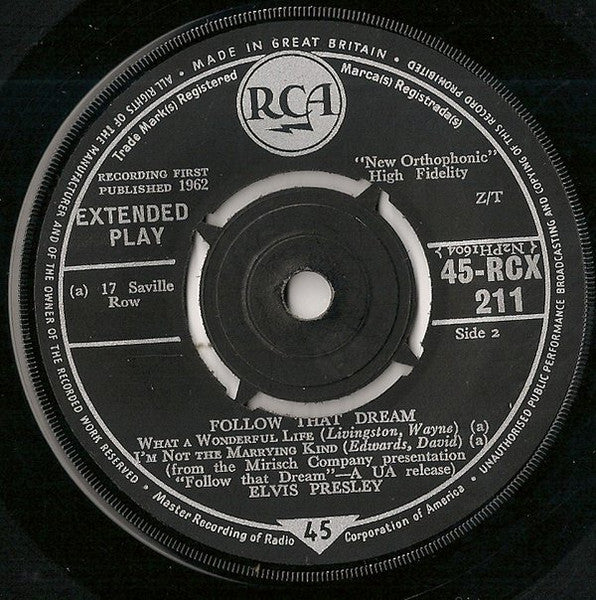 MADE IN GREAT BRITAIN
ALL RIGHTS OF THE MANUFACTURER AND OF THE OWNER OF THE RECORDED WORK RESERVED
UNAUTHORISED PUBLIC PERFORMANCE BROADCASTING AND COPYING OF THIS RECORD PROHIBITED
Trade Mark(s) Registered
RCA
Marca(s) Registrada(s)
RECORDING FIRST
PUBLISHED 1962
"New Orthophonic"
High Fidelity
Z/T
EXTENDED
PLAY
N2PH1604
45-RCX
211
(a) 17 Saville
Row
Side 2
FOLLOW THAT DREAM
WHAT A WONDERFUL LIFE (Livingston, Wayne) (a)
I'M NOT THE MARRYING KIND (Edwards, David) (a)
(from the Mirisch Company presentation
"Follow that Dream"—A UA release)
ELVIS PRESLEY
Master Recording of Radio Corporation of America
45